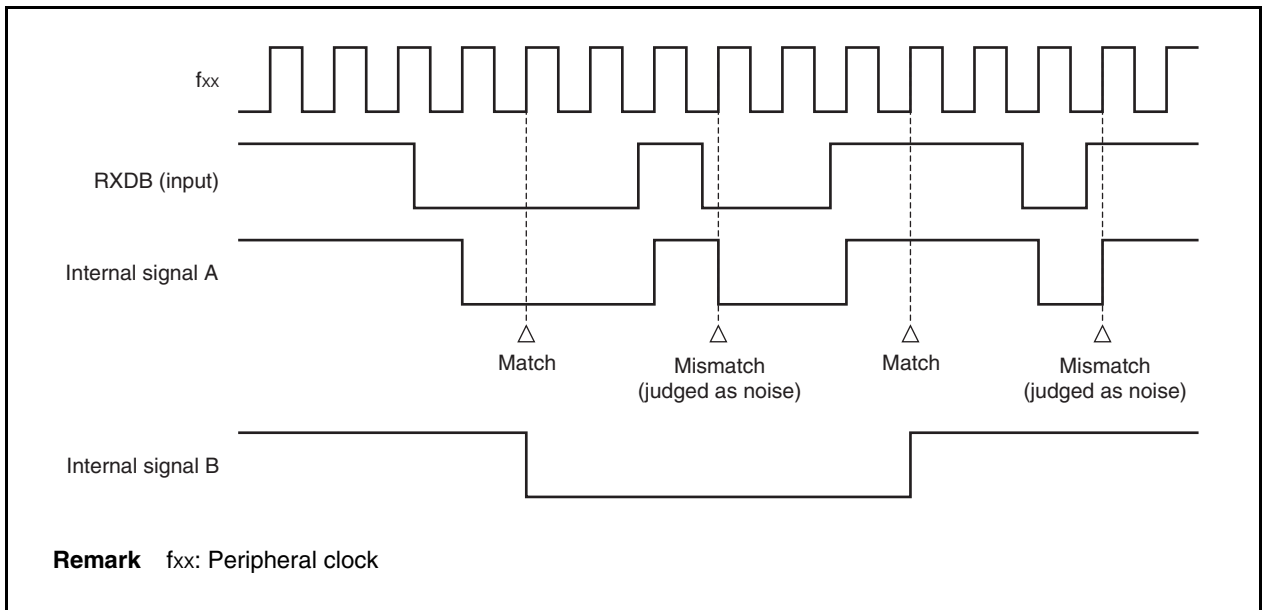 fxx
RXDB (input)
Internal signal A
△ △ △ △
Match Mismatch Match Mismatch
(judged as noise) (judged as noise)
Internal signal B
Remark fxx: Peripheral clock